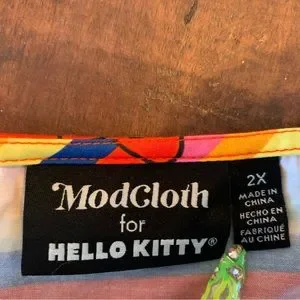 ModCloth
for
HELLO KITTY®
2X
MADE IN
CHINA
HECHO EN
CHINA
FABRIQUÉ
AU CHINE